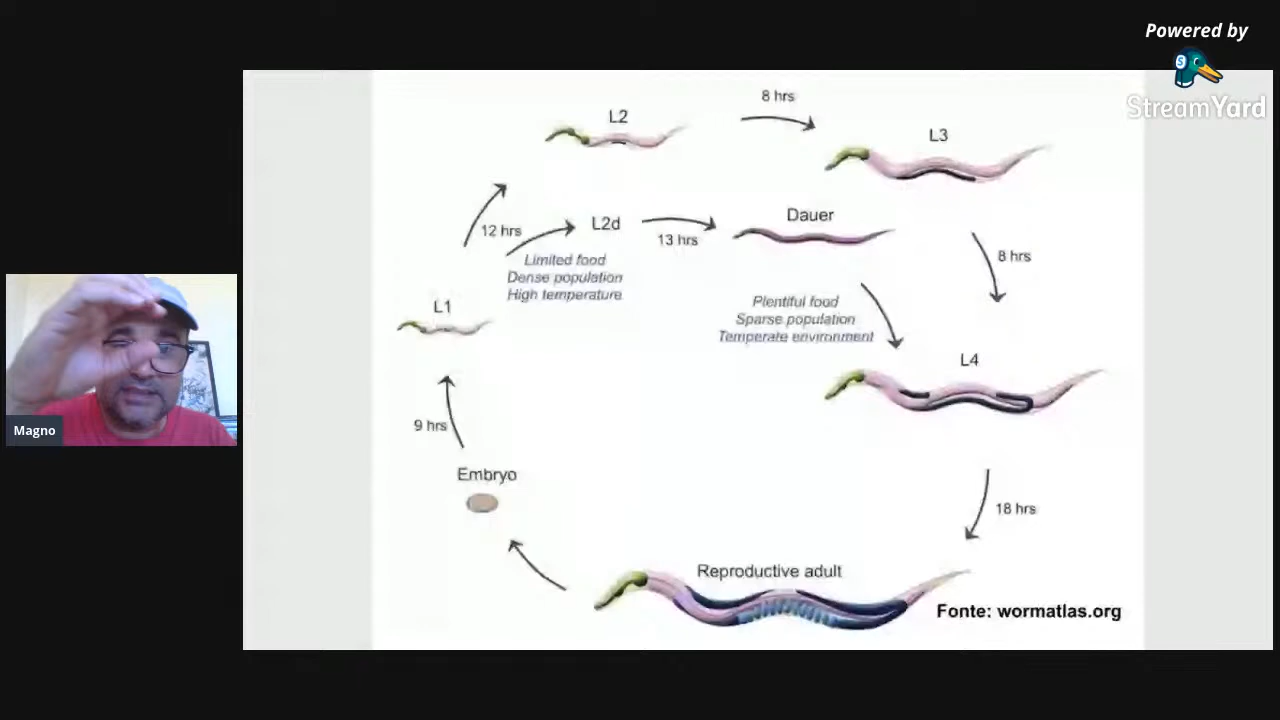 Powered by
StreamYard
8 hrs
L2
L3
12 hrs
L2d
13 hrs
Dauer
8 hrs
Limited food
Dense population
High temperature
Plentiful food
Sparse population
Temperate environment
L1
L4
9 hrs
Magno
Embryo
18 hrs
Reproductive adult
Fonte: wormatlas.org